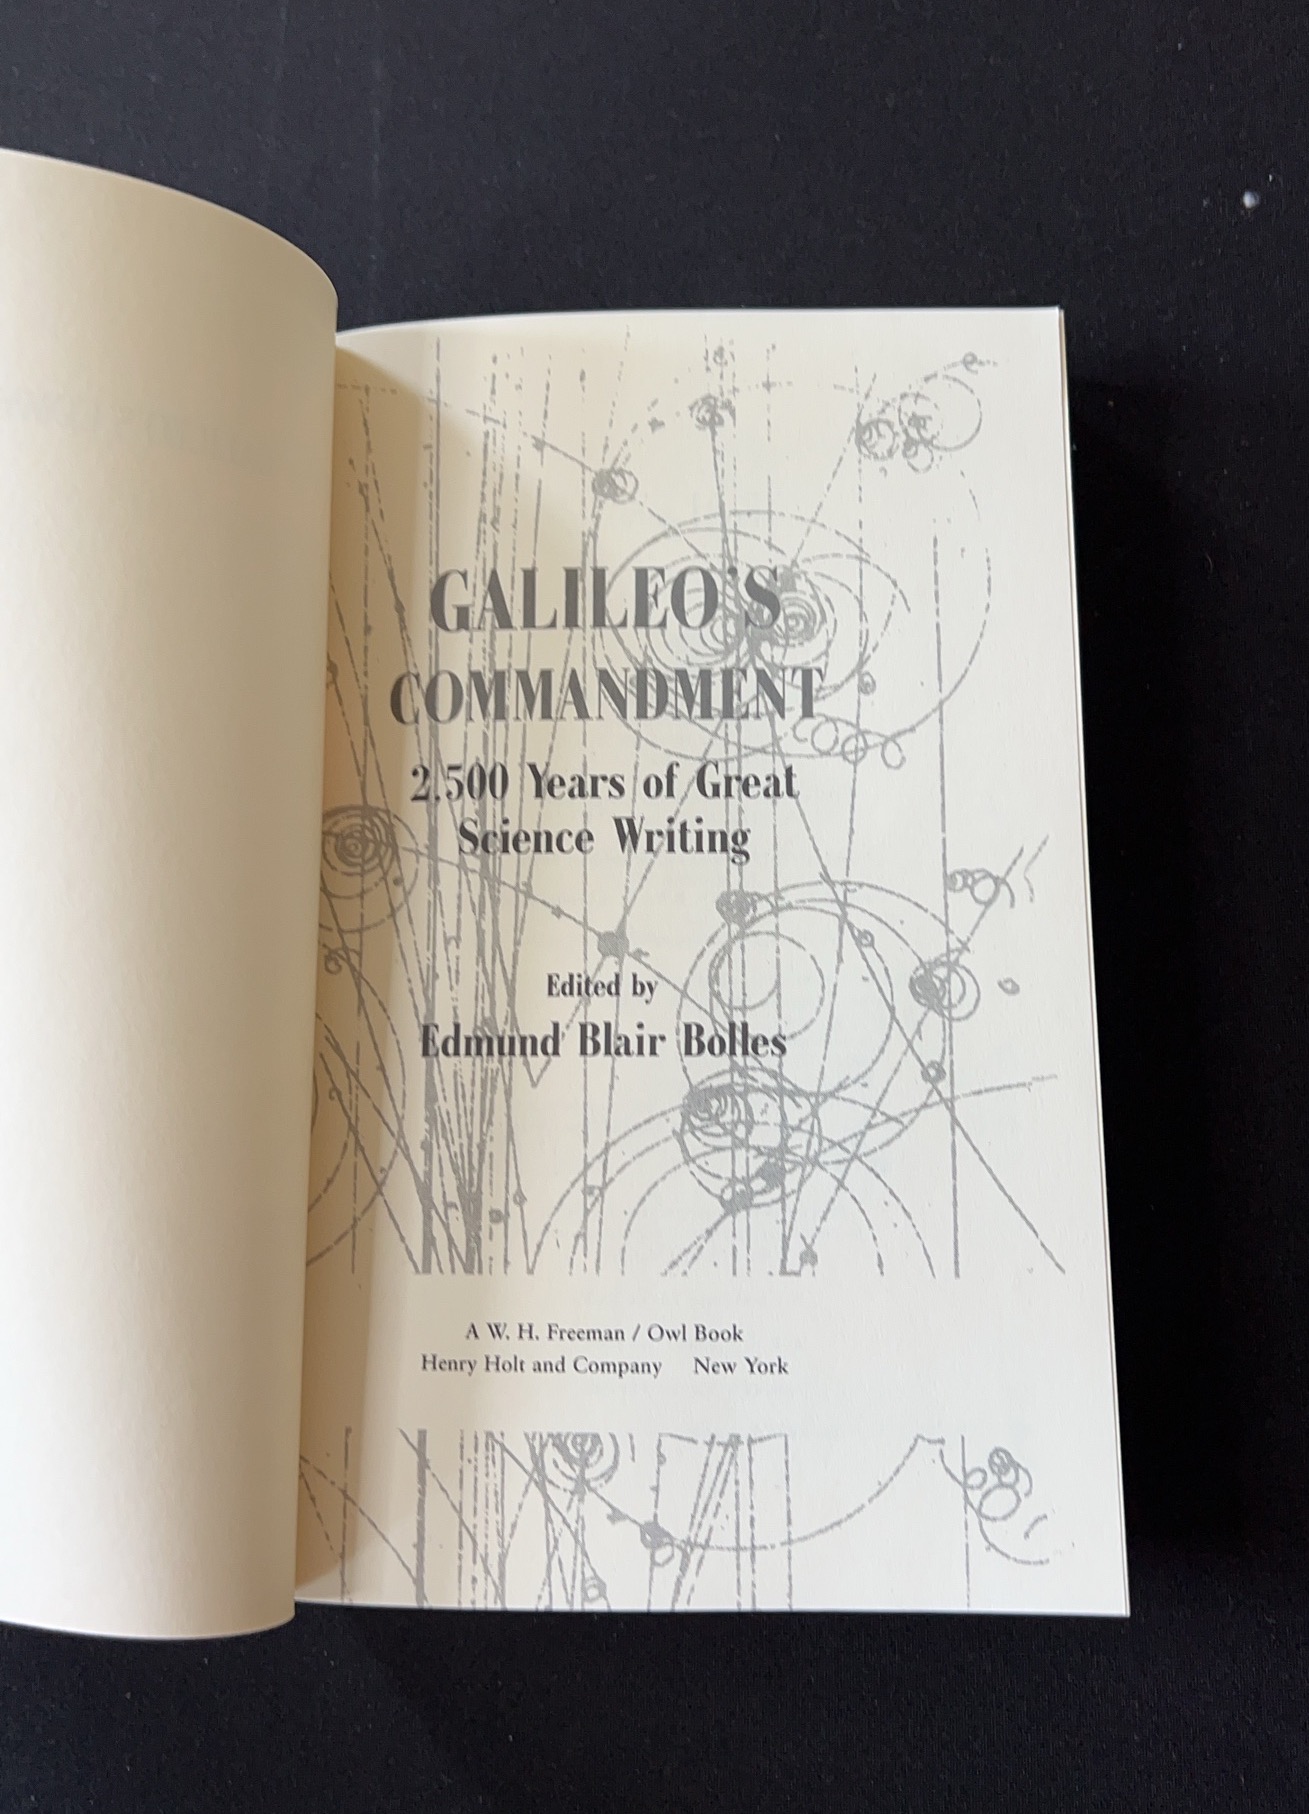 GALILEO'S
COMMANDMENT
2,500 Years of Great
Science Writing
Edited by
Edmund Blair Bolles
A W. H. Freeman / Owl Book
Henry Holt and Company New York